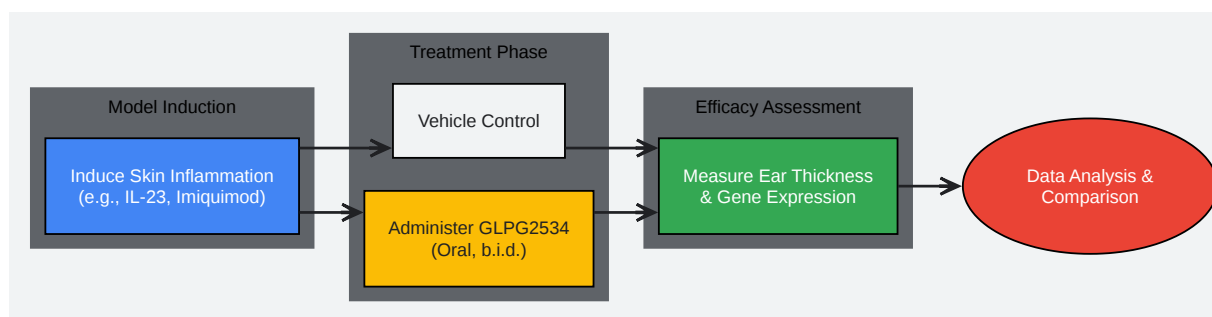 Model Induction
Induce Skin Inflammation
(e.g., IL-23, Imiquimod)
Treatment Phase
Vehicle Control
Administer GLPG2534
(Oral, b.i.d.)
Efficacy Assessment
Measure Ear Thickness
& Gene Expression
Data Analysis &
Comparison